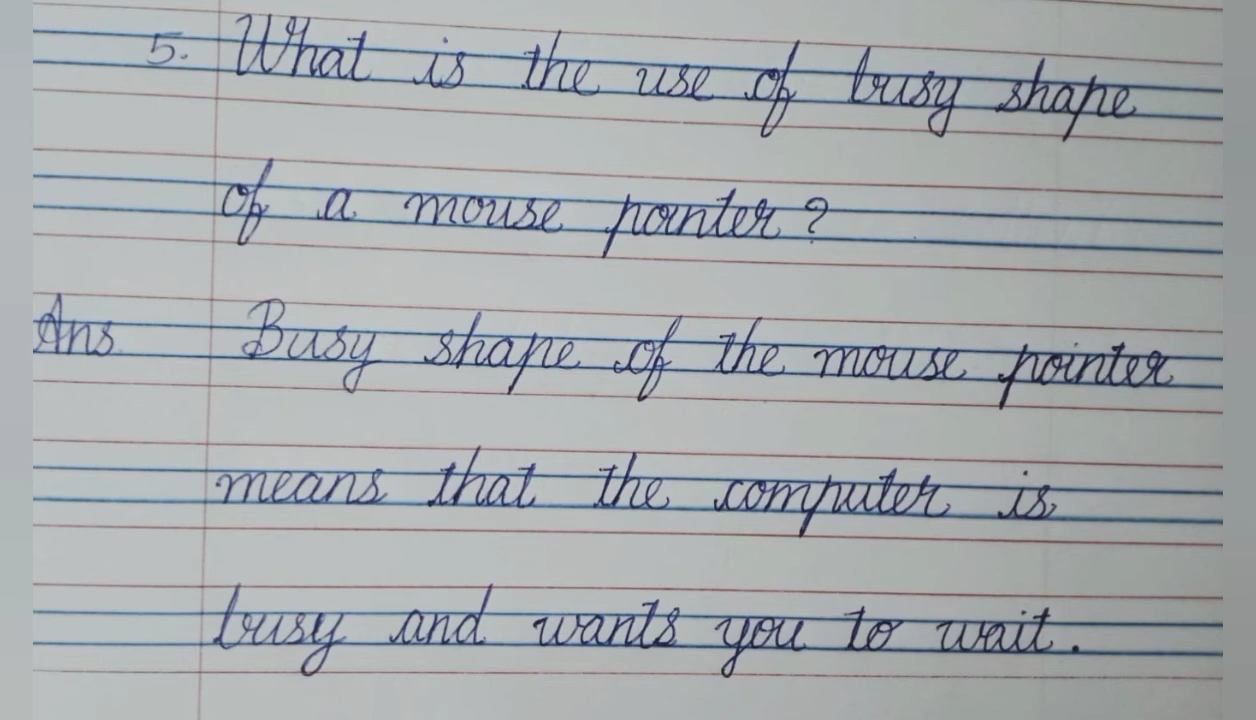 5. What is the use of busy shape
of a mouse pointer?
Ans Busy shape of the mouse pointer
means that the computer is
busy and wants you to wait.